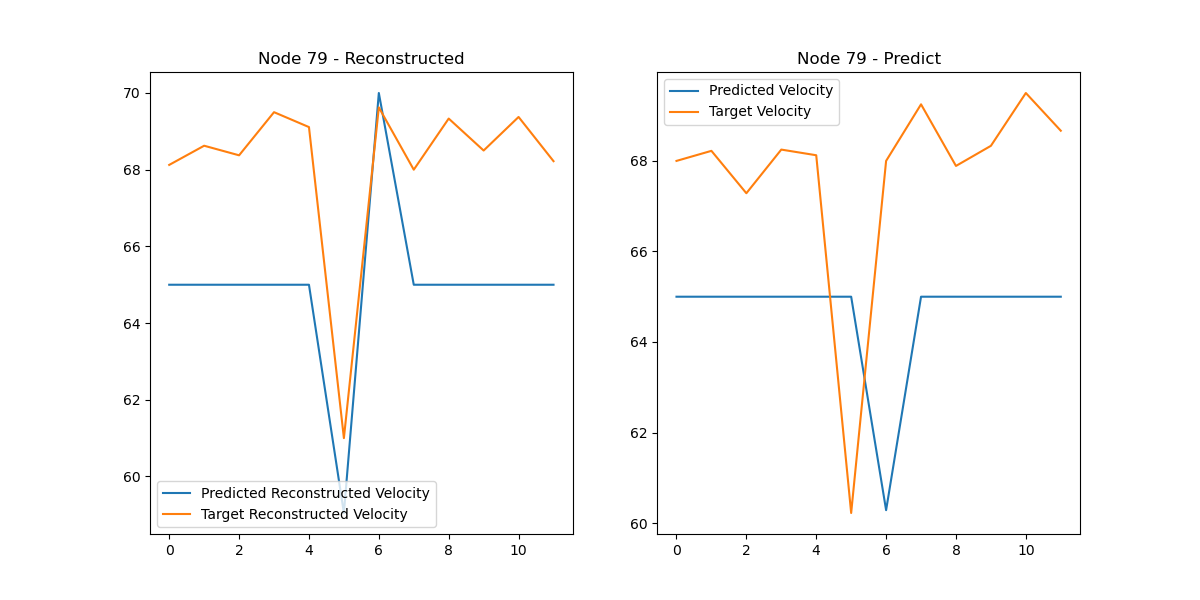 Node 79 - Reconstructed
70
68
66
64
62
60
Predicted Reconstructed Velocity
Target Reconstructed Velocity
0 2 4 6 8 10
Node 79 - Predict
Predicted Velocity
Target Velocity
68
66
64
62
60
0 2 4 6 8 10